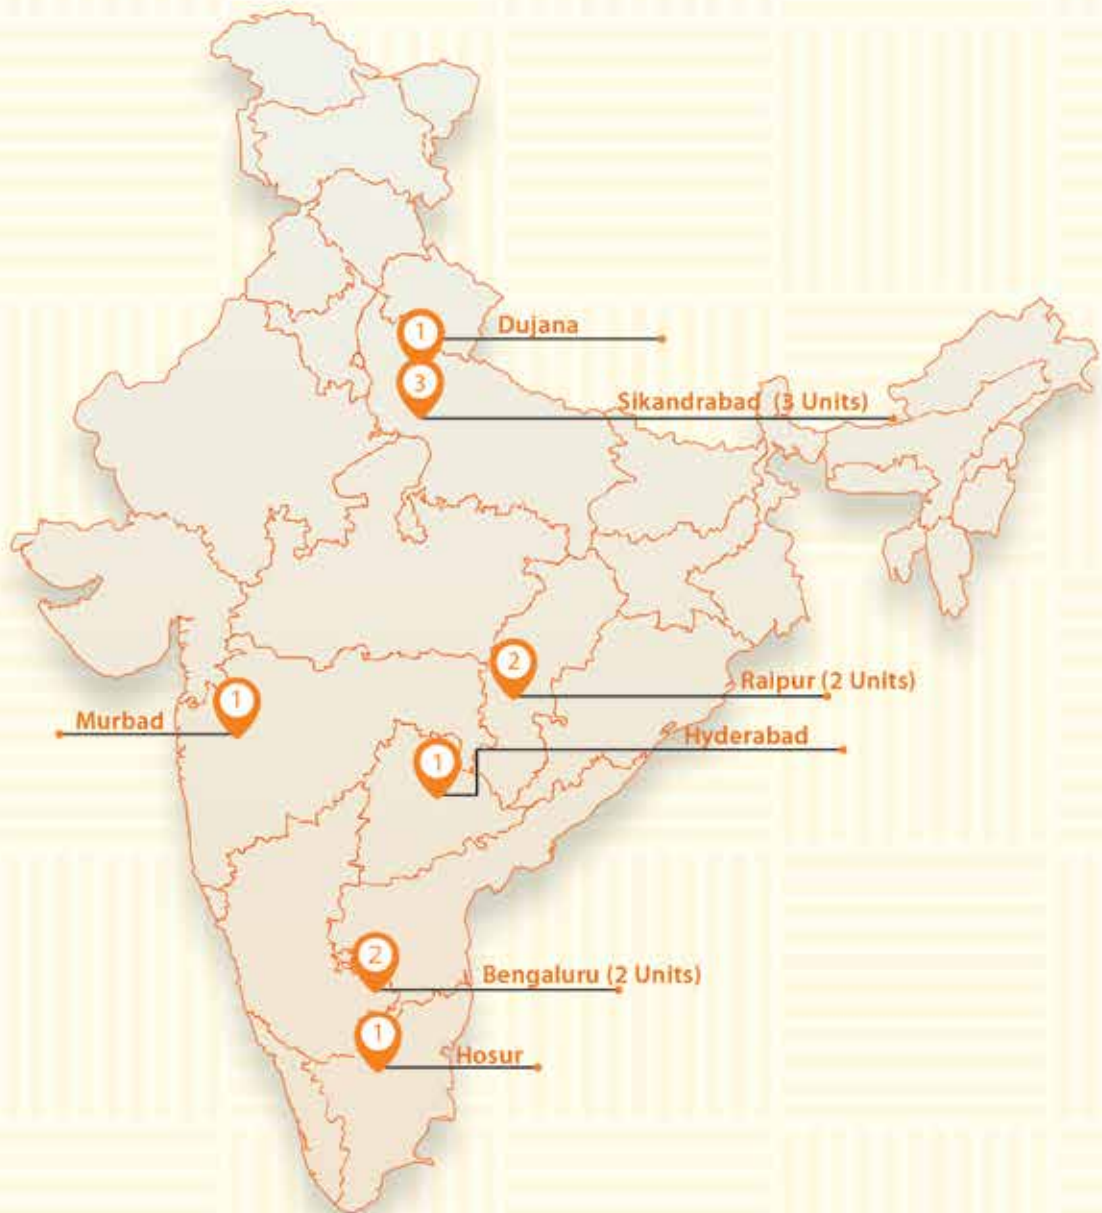 1
Dujana
3
Sikandrabad (3 Units)
2
Raipur (2 Units)
1
Murbad
Hyderabad
1
2
Bengaluru (2 Units)
1
Hosur